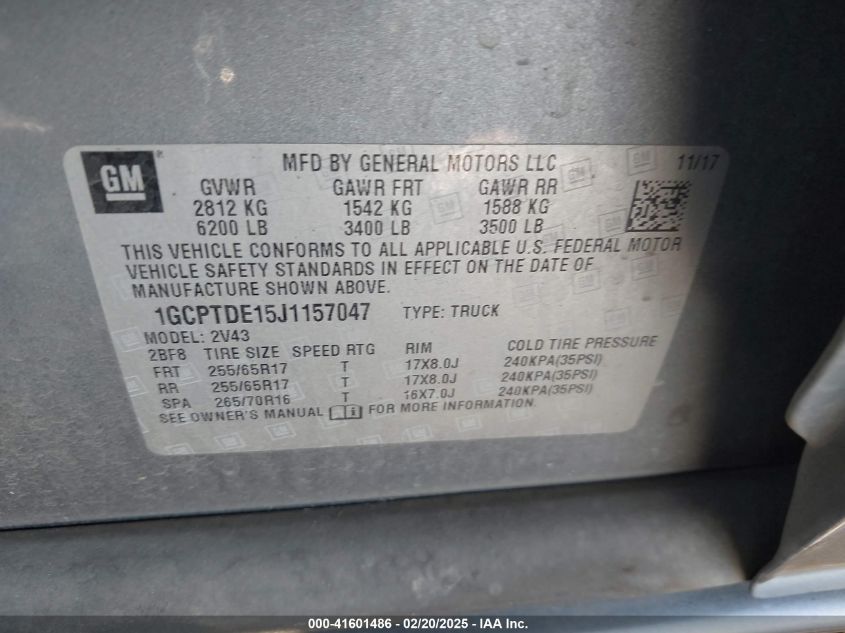 GM
MFD BY GENERAL MOTORS LLC 11/17
GVWR GAWR FRT GAWR RR
2812 KG 1542 KG 1588 KG
6200 LB 3400 LB 3500 LB
THIS VEHICLE CONFORMS TO ALL APPLICABLE U.S. FEDERAL MOTOR
VEHICLE SAFETY STANDARDS IN EFFECT ON THE DATE OF
MANUFACTURE SHOWN ABOVE.
1GCPTDE15J1157047 TYPE: TRUCK
MODEL: 2V43
2BF8 TIRE SIZE SPEED RTG RIM COLD TIRE PRESSURE
FRT 255/65R17 T 17X8.0J 240KPA(35PSI)
RR 255/65R17 T 17X8.0J 240KPA(35PSI)
SPA 265/70R16 T 16X7.0J 240KPA(35PSI)
SEE OWNER'S MANUAL FOR MORE INFORMATION.
000-41601486 - 02/20/2025 - IAA Inc.